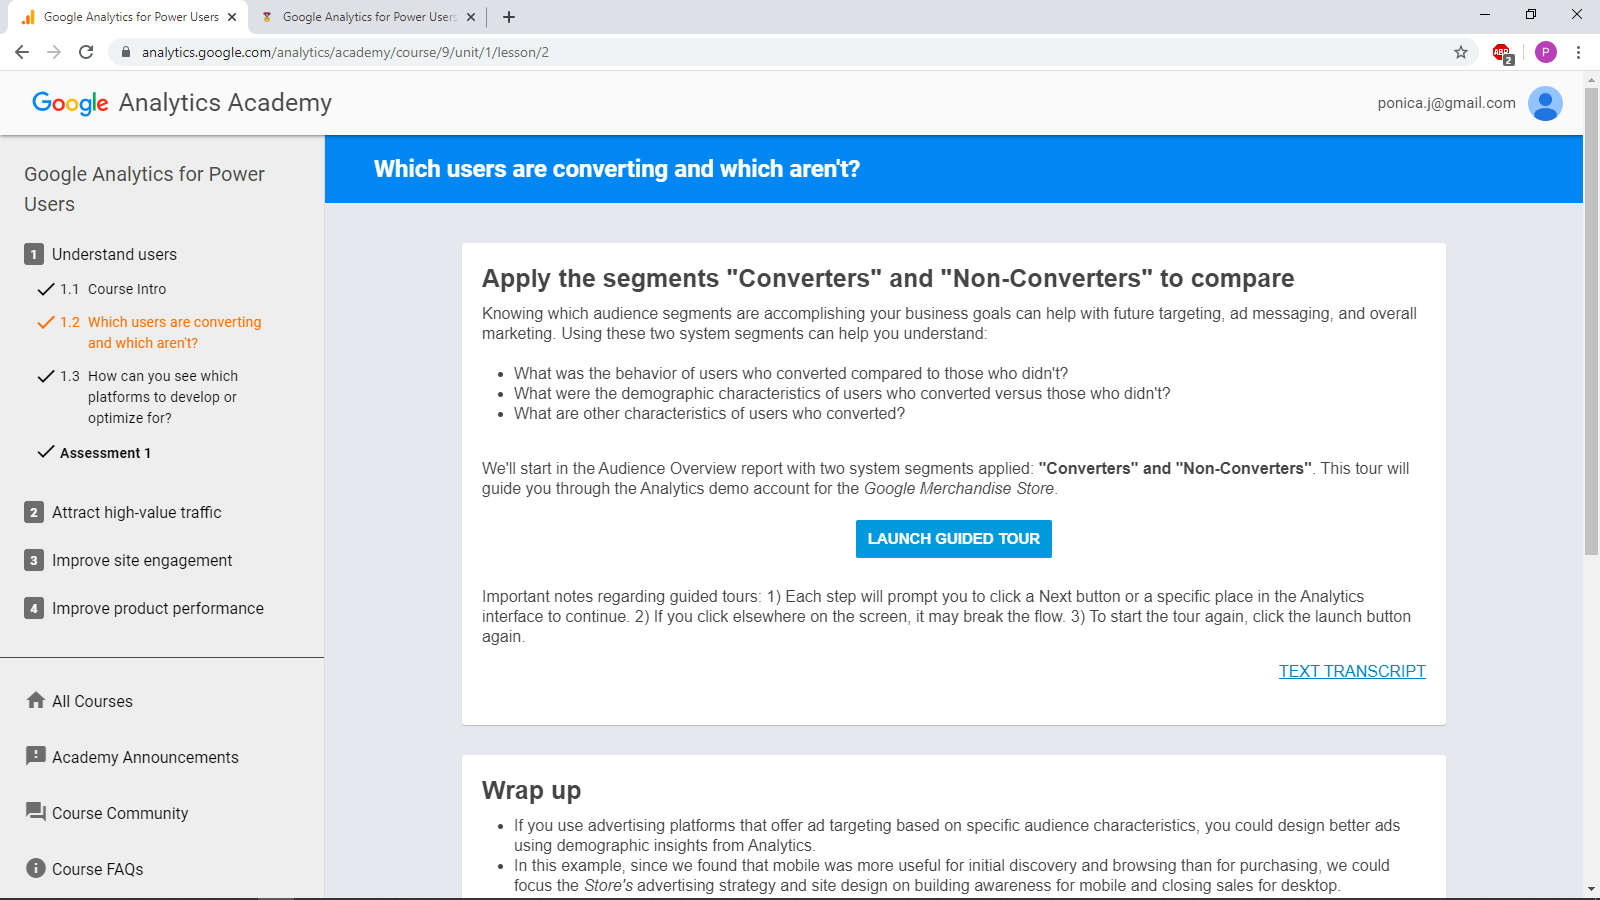 Google Analytics for Power Users
Google Analytics for Power Users
analytics.google.com/analytics/academy/course/9/unit/1/lesson/2
ABP
2
P
Google Analytics Academy
ponica.j@gmail.com
Google Analytics for Power
Users
1 Understand users
1.1 Course Intro
1.2 Which users are converting
and which aren't?
1.3 How can you see which
platforms to develop or
optimize for?
Assessment 1
2 Attract high-value traffic
3 Improve site engagement
4 Improve product performance
All Courses
Academy Announcements
Course Community
Course FAQs
Which users are converting and which aren't?
Apply the segments "Converters" and "Non-Converters" to compare
Knowing which audience segments are accomplishing your business goals can help with future targeting, ad messaging, and overall
marketing. Using these two system segments can help you understand:
• What was the behavior of users who converted compared to those who didn't?
• What were the demographic characteristics of users who converted versus those who didn't?
• What are other characteristics of users who converted?
We'll start in the Audience Overview report with two system segments applied: "Converters" and "Non-Converters". This tour will
guide you through the Analytics demo account for the Google Merchandise Store.
LAUNCH GUIDED TOUR
Important notes regarding guided tours: 1) Each step will prompt you to click a Next button or a specific place in the Analytics
interface to continue. 2) If you click elsewhere on the screen, it may break the flow. 3) To start the tour again, click the launch button
again.
TEXT TRANSCRIPT
Wrap up
• If you use advertising platforms that offer ad targeting based on specific audience characteristics, you could design better ads
using demographic insights from Analytics.
• In this example, since we found that mobile was more useful for initial discovery and browsing than for purchasing, we could
focus the Store's advertising strategy and site design on building awareness for mobile and closing sales for desktop.